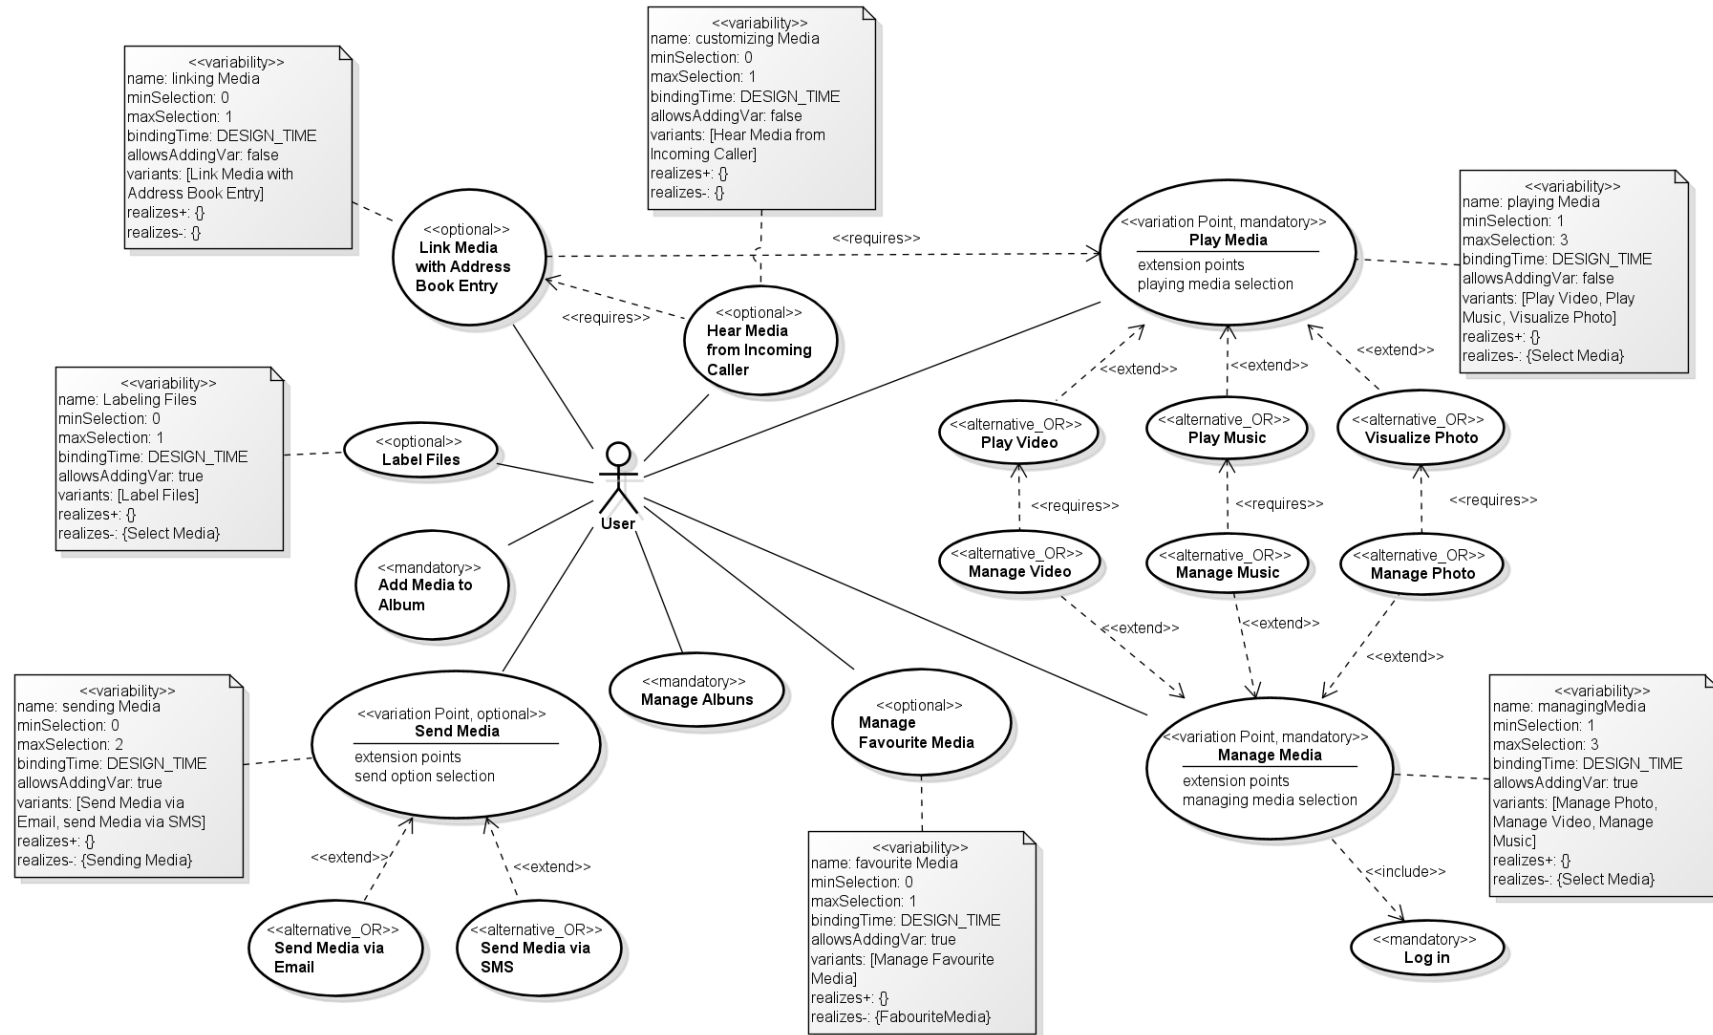 <<variability>>
name: linking Media
minSelection: 0
maxSelection: 1
bindingTime: DESIGN_TIME
allowsAddingVar: false
variants: [Link Media with
Address Book Entry]
realizes+: {}
realizes-: {}
<<variability>>
name: customizing Media
minSelection: 0
maxSelection: 1
bindingTime: DESIGN_TIME
allowsAddingVar: false
variants: [Hear Media from
Incoming Caller]
realizes+: {}
realizes-: {}
<<variability>>
name: playing Media
minSelection: 1
maxSelection: 3
bindingTime: DESIGN_TIME
allowsAddingVar: false
variants: [Play Video, Play
Music, Visualize Photo]
realizes+: {}
realizes-: {Select Media}
<<optional>>
Link Media
with Address
Book Entry
<<requires>>
<<variation Point, mandatory>>
Play Media
extension points
playing media selection
<<requires>>
<<optional>>
Hear Media
from Incoming
Caller
<<extend>>
<<extend>>
<<extend>>
<<variability>>
name: Labeling Files
minSelection: 0
maxSelection: 1
bindingTime: DESIGN_TIME
allowsAddingVar: true
variants: [Label Files]
realizes+: {}
realizes-: {Select Media}
<<optional>>
Label Files
<<alternative_OR>>
Play Video
<<alternative_OR>>
Play Music
<<alternative_OR>>
Visualize Photo
User
<<requires>>
<<requires>>
<<requires>>
<<mandatory>>
Add Media to
Album
<<alternative_OR>>
Manage Video
<<alternative_OR>>
Manage Music
<<alternative_OR>>
Manage Photo
<<extend>>
<<extend>>
<<extend>>
<<variability>>
name: sending Media
minSelection: 0
maxSelection: 2
bindingTime: DESIGN_TIME
allowsAddingVar: true
variants: [Send Media via
Email, send Media via SMS]
realizes+: {}
realizes-: {Sending Media}
<<variation Point, optional>>
Send Media
extension points
send option selection
<<mandatory>>
Manage Albuns
<<optional>>
Manage
Favourite Media
<<variation Point, mandatory>>
Manage Media
extension points
managing media selection
<<variability>>
name: managingMedia
minSelection: 1
maxSelection: 3
bindingTime: DESIGN_TIME
allowsAddingVar: true
variants: [Manage Photo,
Manage Video, Manage
Music]
realizes+: {}
realizes-: {Select Media}
<<extend>>
<<extend>>
<<alternative_OR>>
Send Media via
Email
<<alternative_OR>>
Send Media via
SMS
<<variability>>
name: favourite Media
minSelection: 0
maxSelection: 1
bindingTime: DESIGN_TIME
allowsAddingVar: true
variants: [Manage Favourite
Media]
realizes+: {}
realizes-: {FabouriteMedia}
<<include>>
<<mandatory>>
Log in